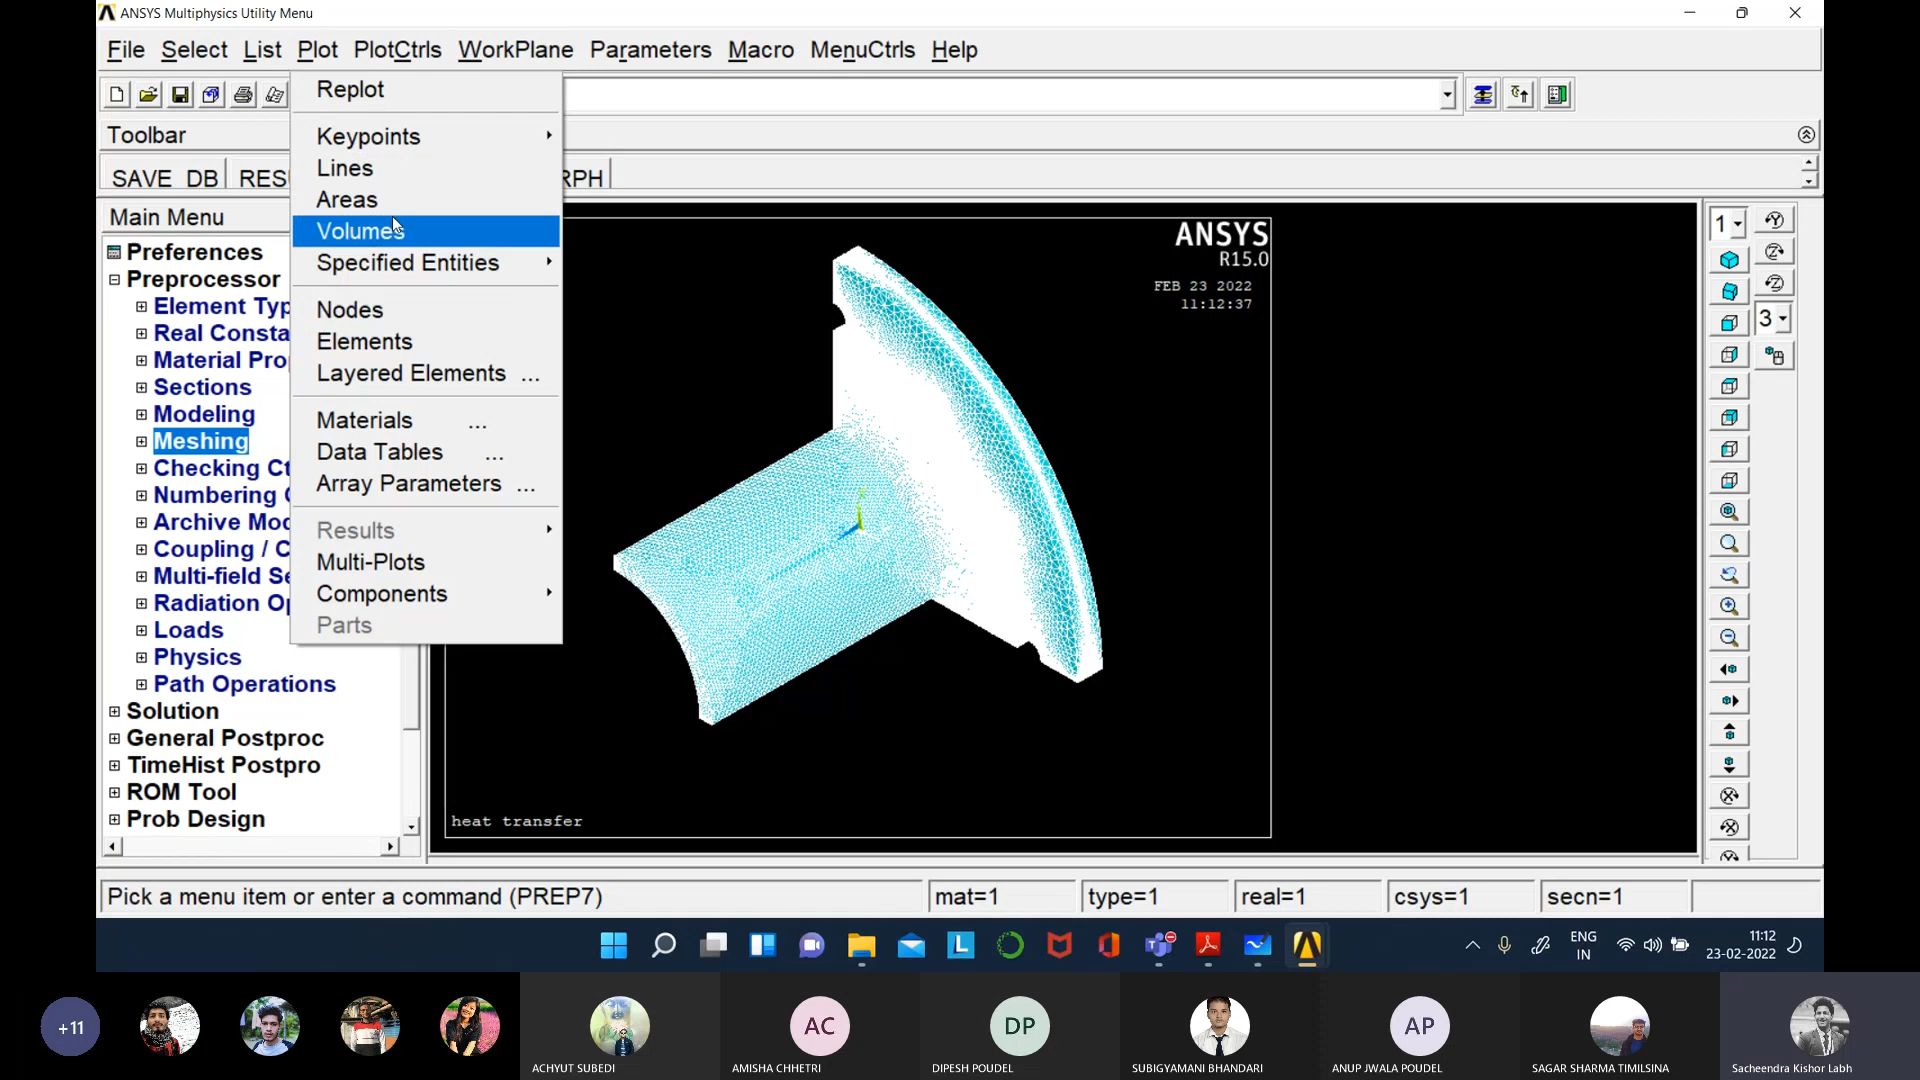 ANSYS Multiphysics Utility Menu
File Select List Plot PlotCtrls WorkPlane Parameters Macro MenuCtrls Help
Replot
Keypoints
Lines
Areas
Volumes
Specified Entities
Nodes
Elements
Layered Elements ...
Materials ...
Data Tables ...
Array Parameters ...
Results
Multi-Plots
Components
Parts
Toolbar
SAVE_DB RESU RPH
Main Menu
Preferences
Preprocessor
Element Typ
Real Consta
Material Pro
Sections
Modeling
Meshing
Checking Ct
Numbering C
Archive Mod
Coupling / C
Multi-field Se
Radiation Op
Loads
Physics
Path Operations
Solution
General Postproc
TimeHist Postpro
ROM Tool
Prob Design
ANSYS
R15.0
FEB 23 2022
11:12:37
heat transfer
1
3
Pick a menu item or enter a command (PREP7)
mat=1 type=1 real=1 csys=1 secn=1
ENG
IN
11:12
23-02-2022
+11
AC
DP
AP
ACHYUT SUBEDI
AMISHA CHHETRI
DIPESH POUDEL
SUBIGYAMANI BHANDARI
ANUP JWALA POUDEL
SAGAR SHARMA TIMILSINA
Sacheendra Kishor Labh